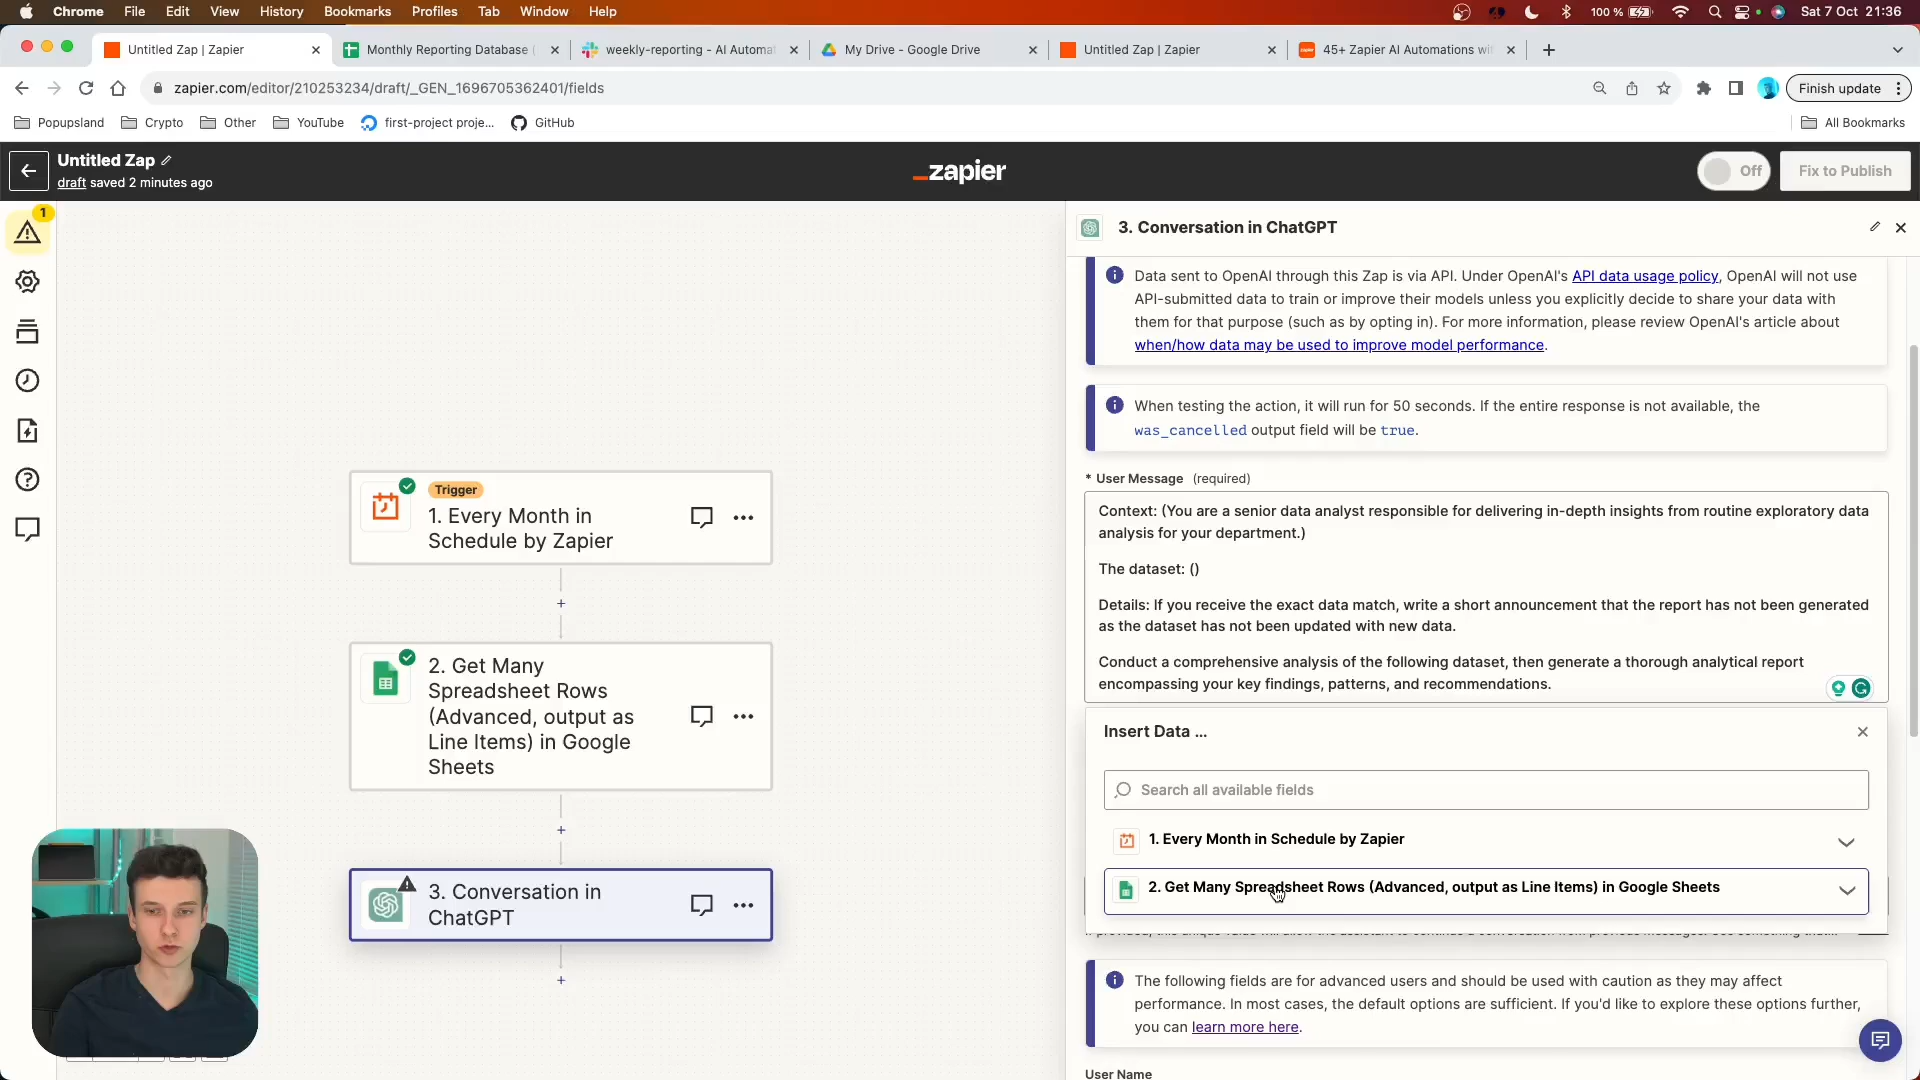 Chrome File Edit View History Bookmarks Profiles Tab Window Help 100 % Sat 7 Oct 21:36
Untitled Zap | Zapier
Monthly Reporting Database (
weekly-reporting - AI Automat
My Drive - Google Drive
Untitled Zap | Zapier
45+ Zapier AI Automations wit
zapier.com/editor/210253234/draft/_GEN_1696705362401/fields
Finish update
Popupsland Crypto Other YouTube first-project proje... GitHub All Bookmarks
Untitled Zap
draft saved 2 minutes ago
_zapier
Off
Fix to Publish
1
3. Conversation in ChatGPT
Data sent to OpenAI through this Zap is via API. Under OpenAI's API data usage policy, OpenAI will not use
API-submitted data to train or improve their models unless you explicitly decide to share your data with
them for that purpose (such as by opting in). For more information, please review OpenAI's article about
when/how data may be used to improve model performance.
When testing the action, it will run for 50 seconds. If the entire response is not available, the
was_cancelled output field will be true.
* User Message (required)
Context: (You are a senior data analyst responsible for delivering in-depth insights from routine exploratory data
analysis for your department.)
The dataset: ()
Details: If you receive the exact data match, write a short announcement that the report has not been generated
as the dataset has not been updated with new data.
Conduct a comprehensive analysis of the following dataset, then generate a thorough analytical report
encompassing your key findings, patterns, and recommendations.
Insert Data ...
Search all available fields
1. Every Month in Schedule by Zapier
2. Get Many Spreadsheet Rows (Advanced, output as Line Items) in Google Sheets
The following fields are for advanced users and should be used with caution as they may affect
performance. In most cases, the default options are sufficient. If you'd like to explore these options further,
you can learn more here.
User Name
Trigger
1. Every Month in
Schedule by Zapier
2. Get Many
Spreadsheet Rows
(Advanced, output as
Line Items) in Google
Sheets
3. Conversation in
ChatGPT